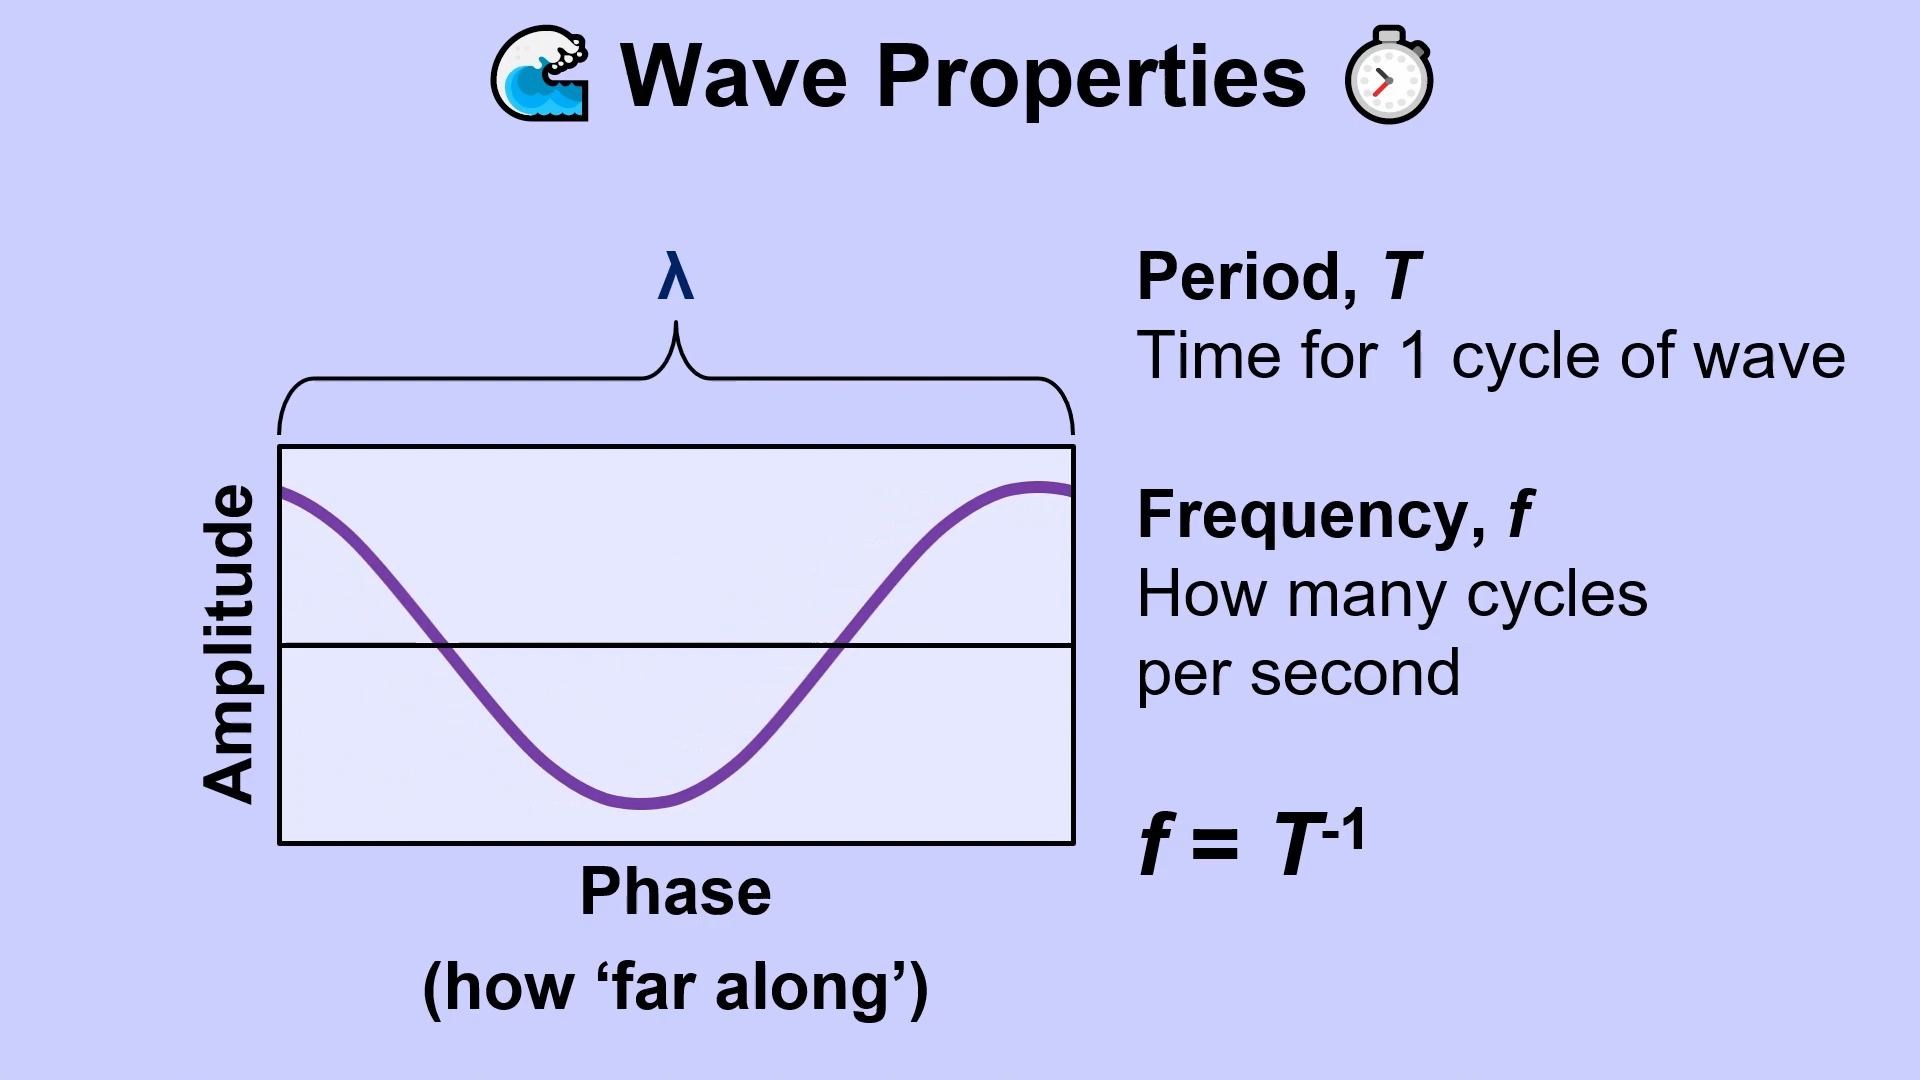 Wave Properties
λ
Amplitude
Phase
(how ‘far along’)
Period, T
Time for 1 cycle of wave
Frequency, f
How many cycles
per second
f = T⁻¹